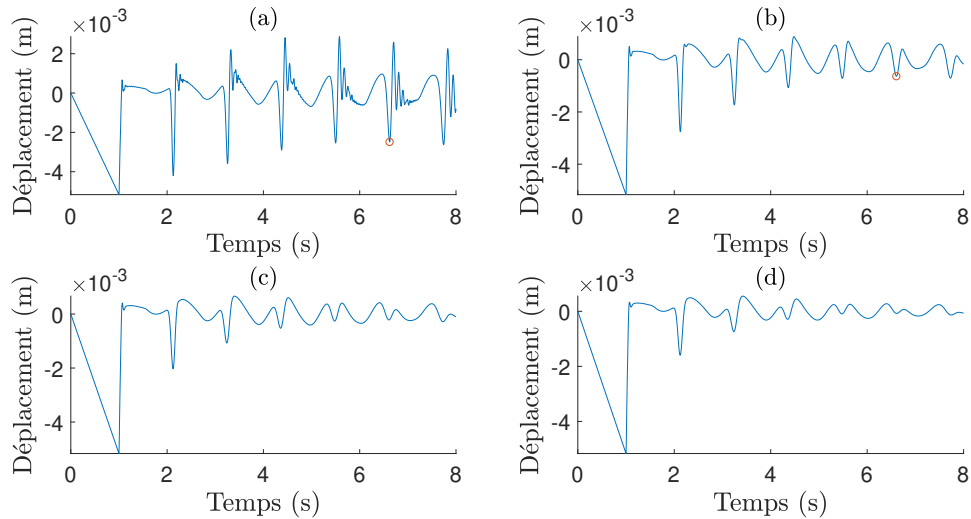 (a)
×10⁻³
Déplacement (m)
2
0
-2
-4
0 2 4 6 8
Temps (s)
(b)
×10⁻³
Déplacement (m)
0
-2
-4
0 2 4 6 8
Temps (s)
(c)
×10⁻³
Déplacement (m)
0
-2
-4
0 2 4 6 8
Temps (s)
(d)
×10⁻³
Déplacement (m)
0
-2
-4
0 2 4 6 8
Temps (s)